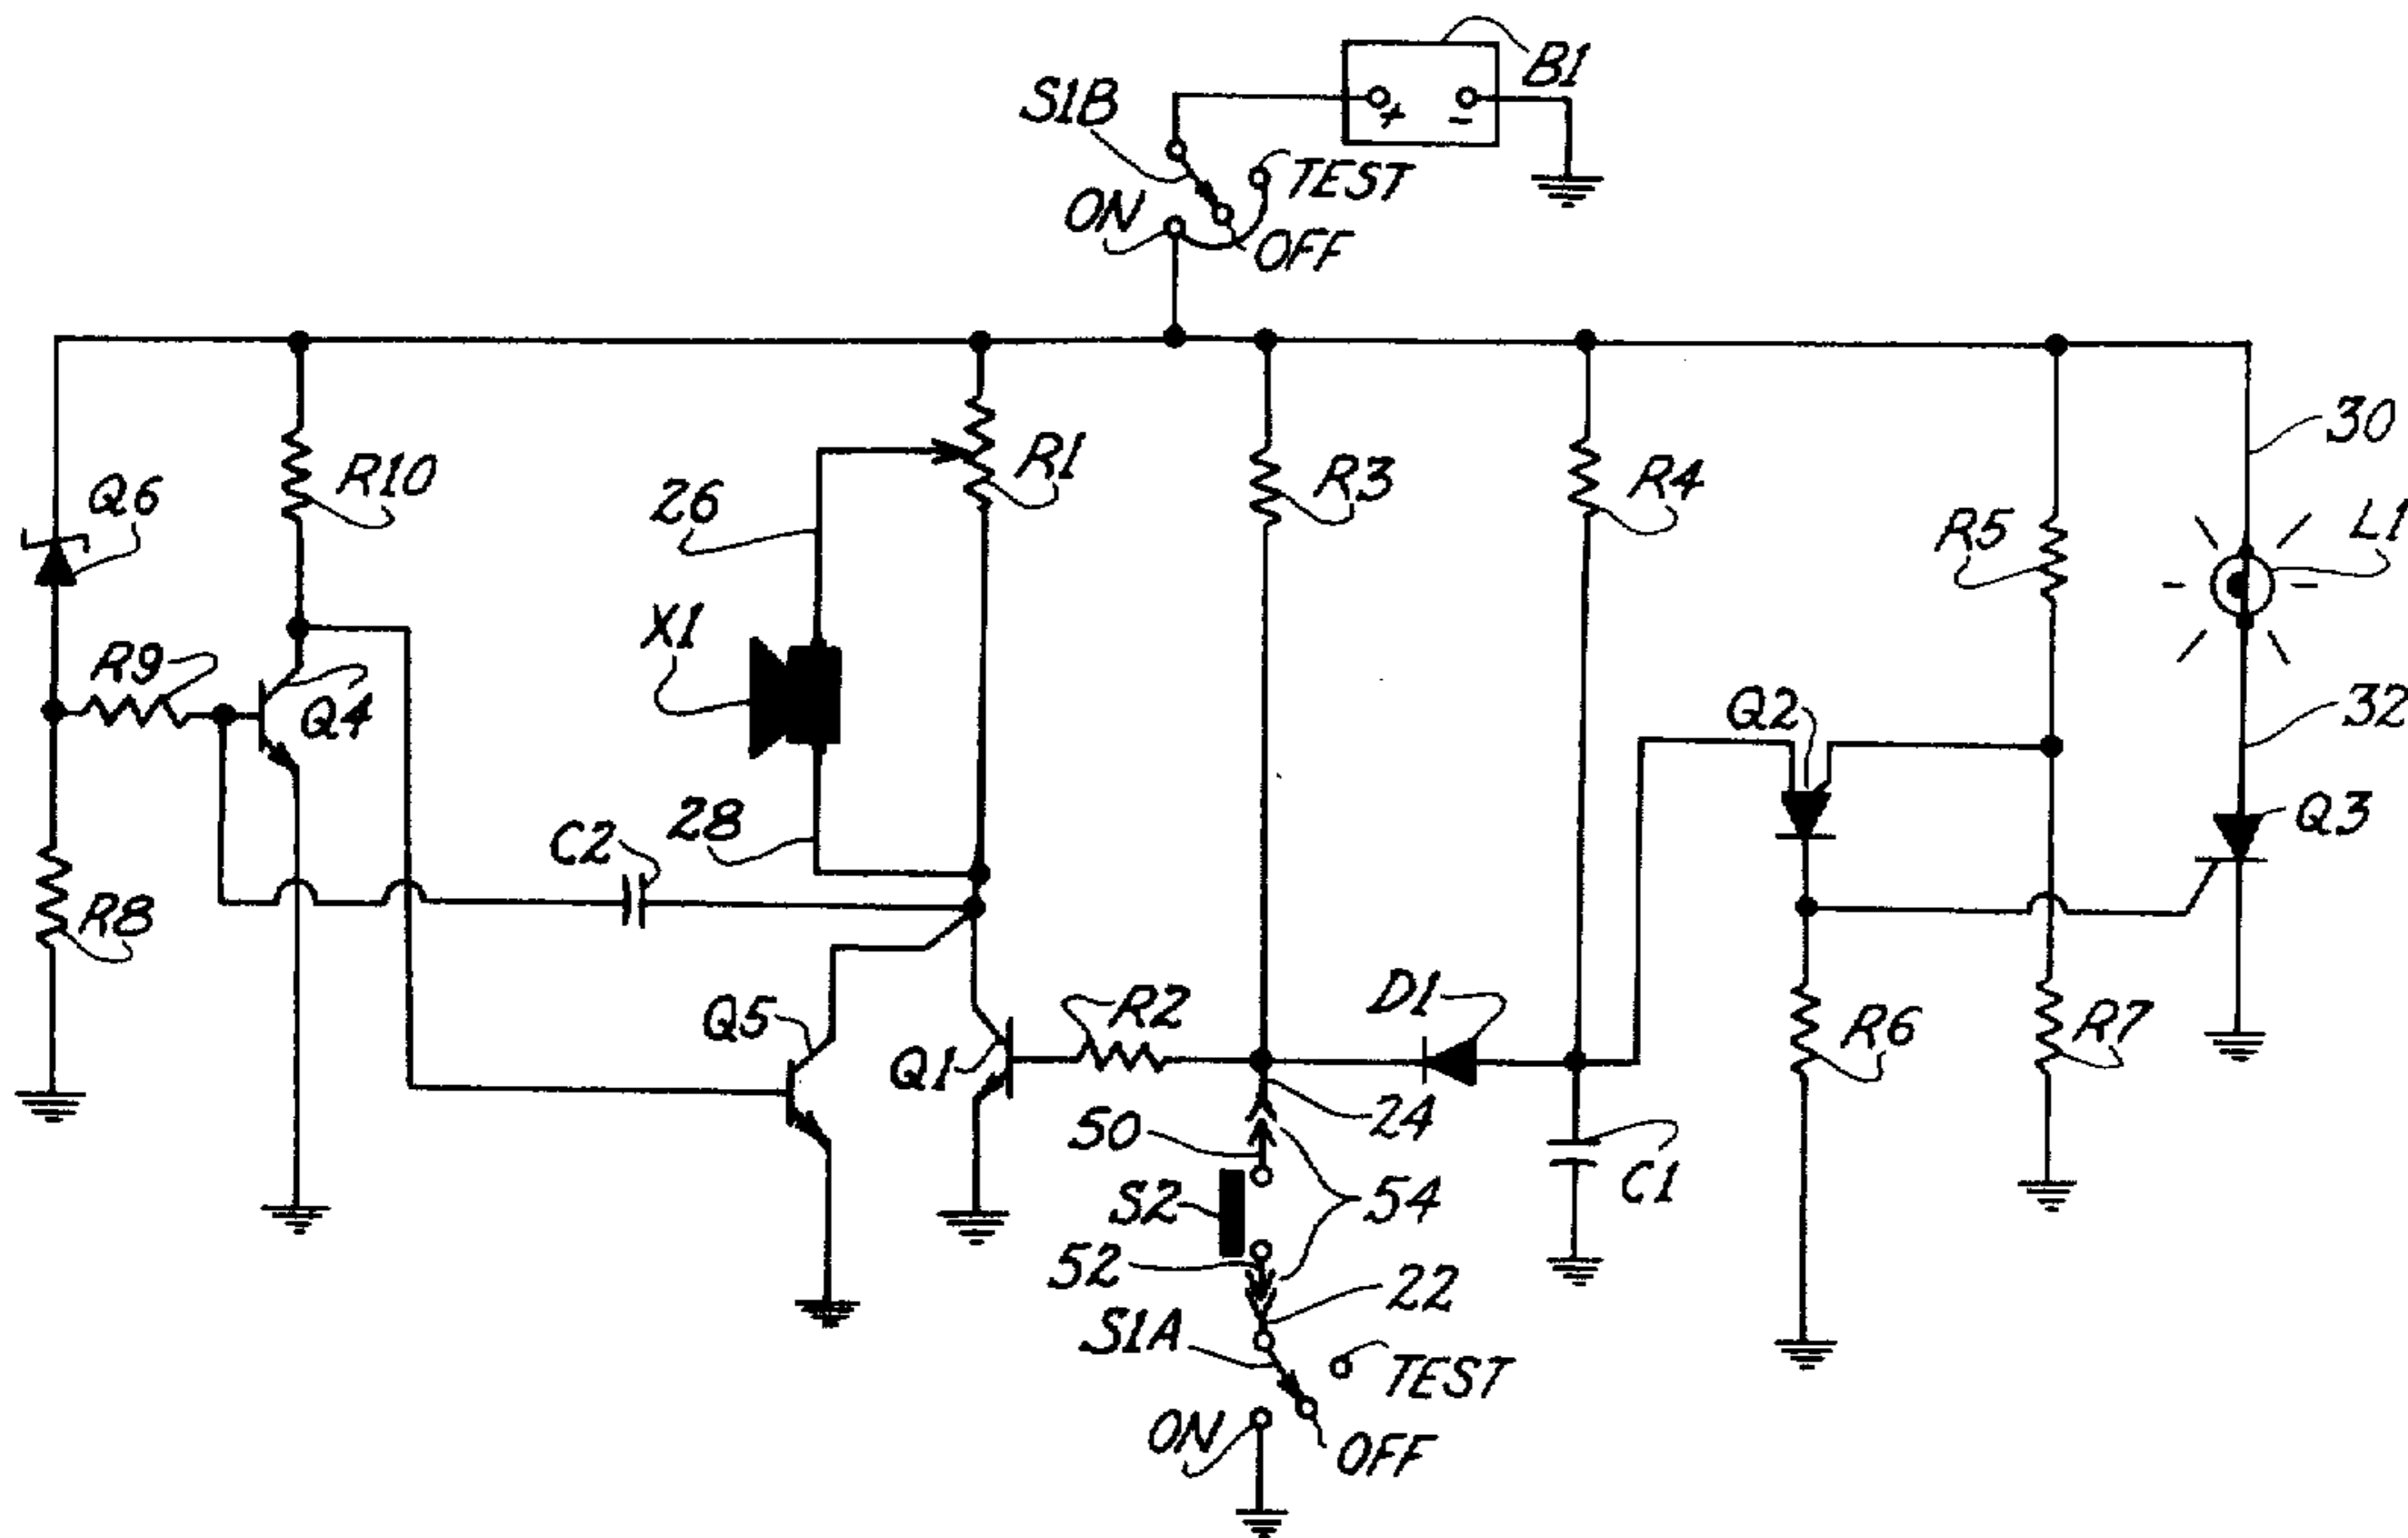 B1
S1B
+ -
TEST
ON
OFF
30
R10
R1
R3
R4
L1
Q6
26
R5
X1
R9
Q4
Q2
32
28
Q3
C2
R8
D1
Q5
R2
R6
R7
Q1
24
50
C1
S2
54
52
22
S1A
TEST
ON
OFF